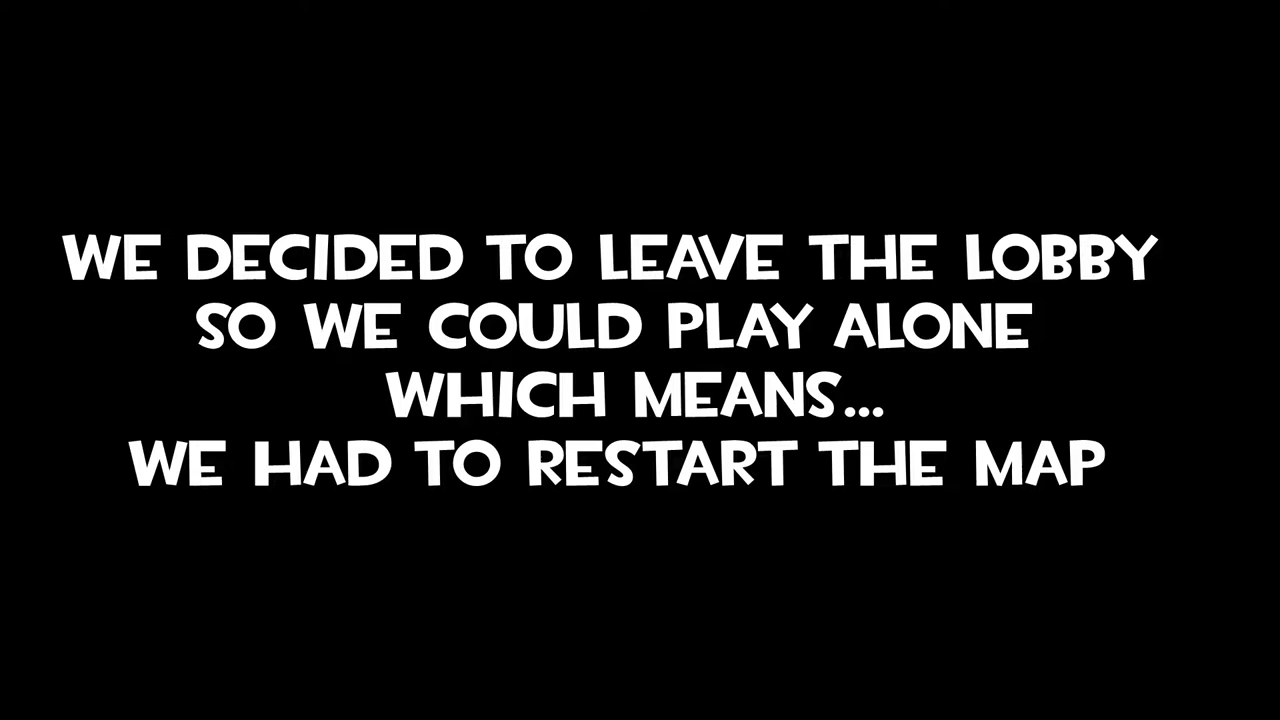 WE DECIDED TO LEAVE THE LOBBY
SO WE COULD PLAY ALONE
WHICH MEANS...
WE HAD TO RESTART THE MAP